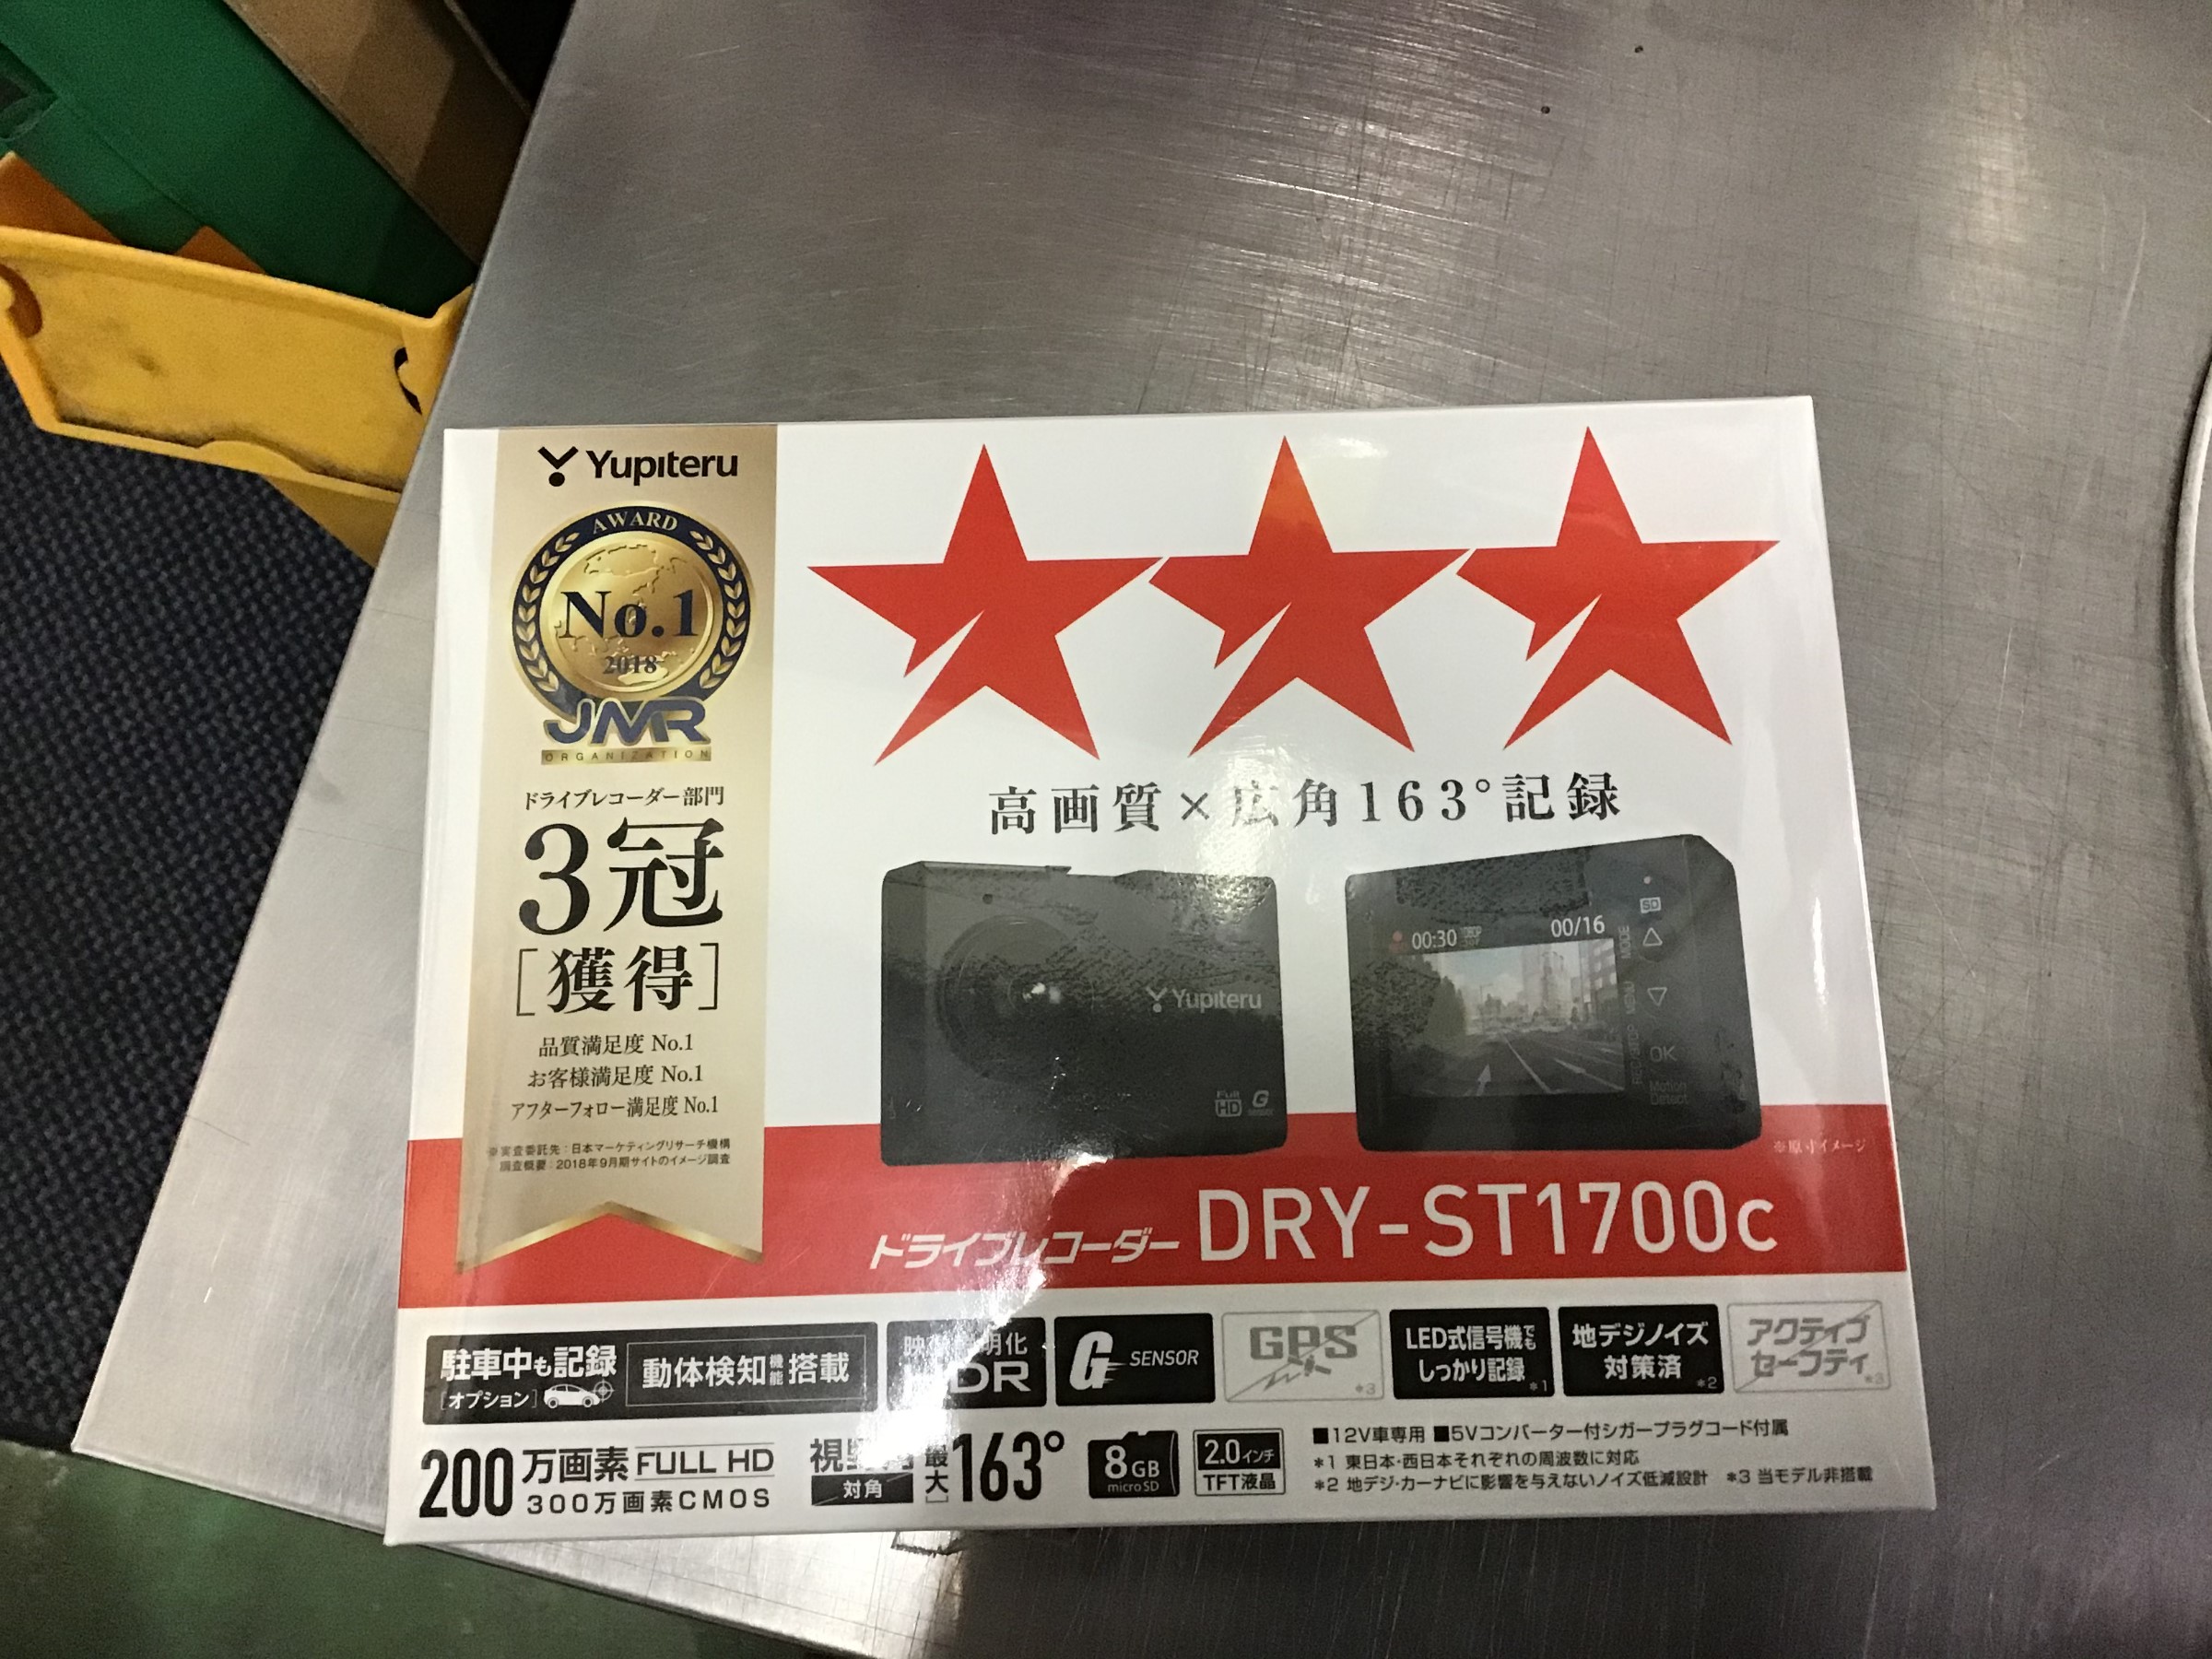 Yupiteru
AWARD
No.1
2018
JMR
ORGANIZATION
ドライブレコーダー部門
3冠
[獲得]
品質満足度 No.1
お客様満足度 No.1
アフターフォロー満足度 No.1
※実査委託先:日本マーケティングリサーチ機構
調査概要:2018年9月期サイトのイメージ調査
高画質×広角163°記録
Yupiteru
Full HD
G
00:30
00/16
SD
MODE
MENU
OK
Motion
Detect
※原寸イメージ
ドライブレコーダー DRY-ST1700c
駐車中も記録
[オプション]
動体検知機能搭載
明化
DR
G SENSOR
GPS
*3
LED式信号機でも
しっかり記録
*1
地デジノイズ
対策済
*2
アクティブ
セーフティ
*3
200万画素 FULL HD
300万画素CMOS
対角
最大
163°
8GB
microSD
2.0インチ
TFT液晶
■12V車専用 ■5Vコンバーター付シガープラグコード付属
*1 東日本・西日本それぞれの周波数に対応
*2 地デジ・カーナビに影響を与えないノイズ低減設計 *3 当モデル非搭載